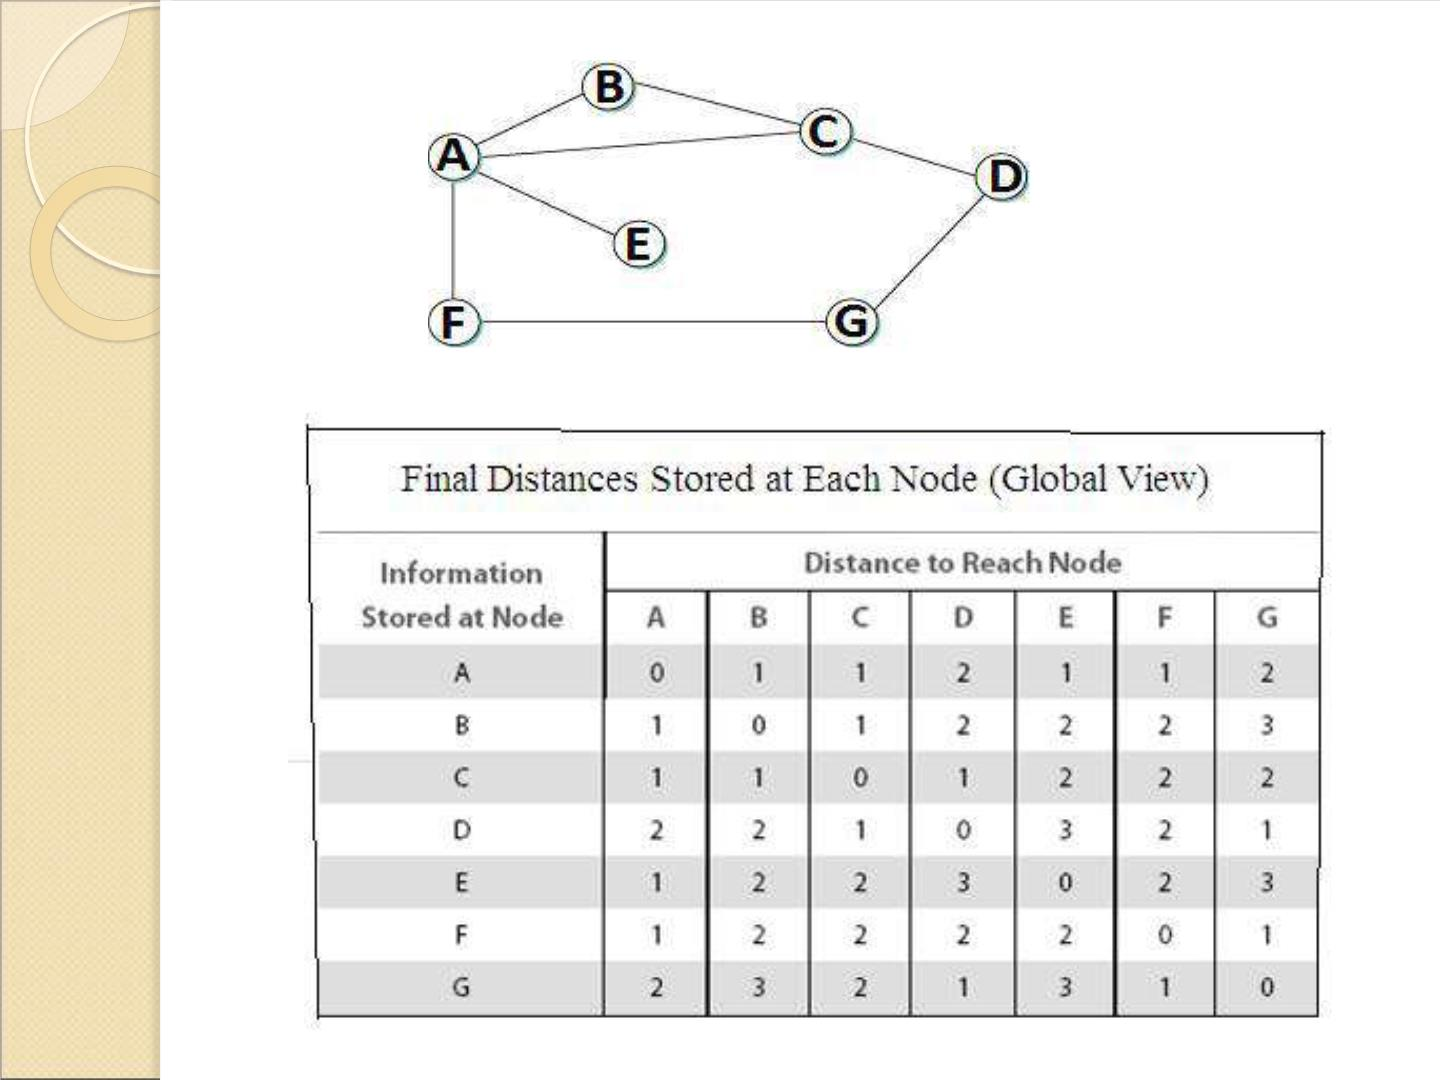 B
C
A
D
E
F
G
Final Distances Stored at Each Node (Global View)
Information
Stored at Node
Distance to Reach Node
A B C D E F G
A 0 1 1 2 1 1 2
B 1 0 1 2 2 2 3
C 1 1 0 1 2 2 2
D 2 2 1 0 3 2 1
E 1 2 2 3 0 2 3
F 1 2 2 2 2 0 1
G 2 3 2 1 3 1 0